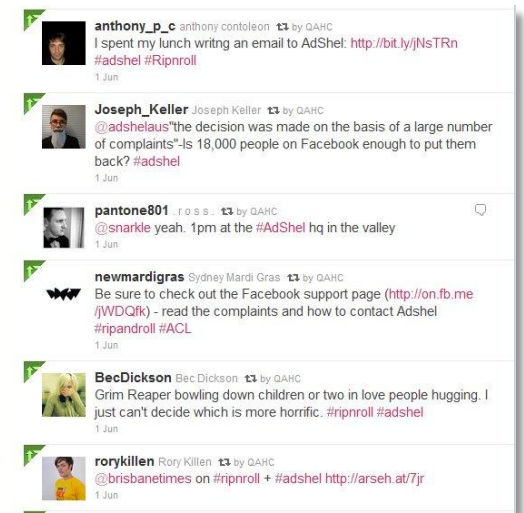 anthony_p_c anthony contoleon by QAHC
I spent my lunch writng an email to AdShel: http://bit.ly/jNsTRn
#adshel #Ripnroll
1 Jun
Joseph_Keller Joseph Keller by QAHC
@adshelaus"the decision was made on the basis of a large number
of complaints"-Is 18,000 people on Facebook enough to put them
back? #adshel
1 Jun
pantone801 . r o s s . by QAHC
@snarkle yeah. 1pm at the #AdShel hq in the valley
1 Jun
newmardigras Sydney Mardi Gras by QAHC
Be sure to check out the Facebook support page (http://on.fb.me
/jWDQfk) - read the complaints and how to contact Adshel
#ripandroll #ACL
1 Jun
BecDickson Bec Dickson by QAHC
Grim Reaper bowling down children or two in love people hugging. I
just can't decide which is more horrific. #ripnroll #adshel
1 Jun
rorykillen Rory Killen by QAHC
@brisbanetimes on #ripnroll + #adshel http://arseh.at/7jr
1 Jun